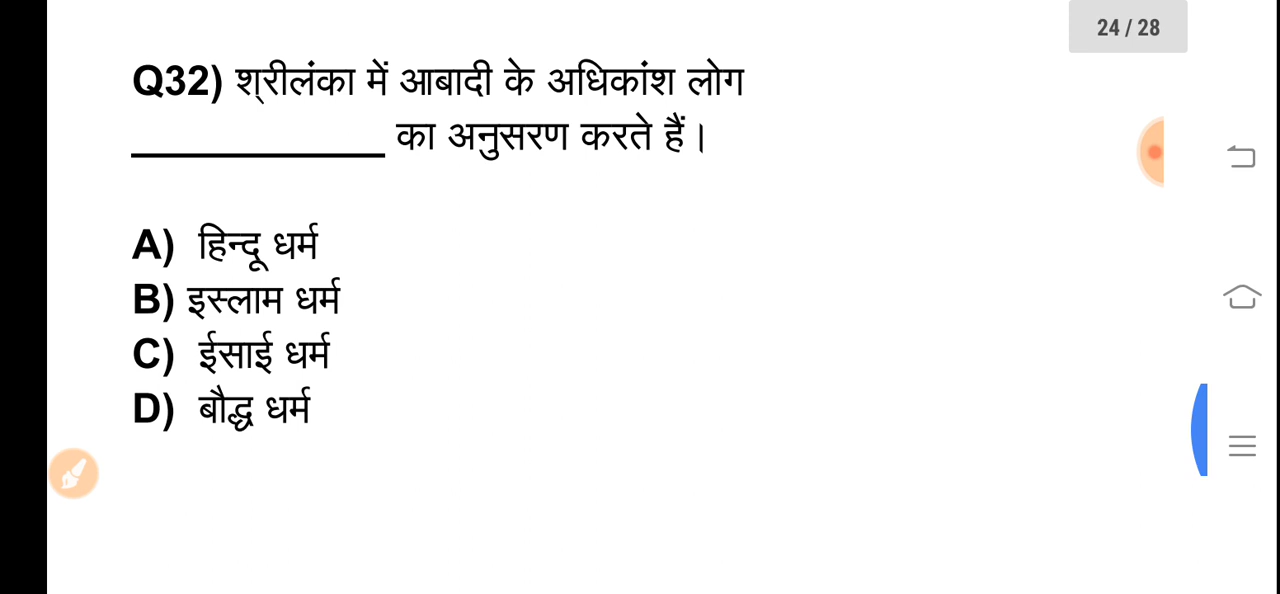 24 / 28
Q32) श्रीलंका में आबादी के अधिकांश लोग
____________ का अनुसरण करते हैं।
A) हिन्दू धर्म
B) इस्लाम धर्म
C) ईसाई धर्म
D) बौद्ध धर्म